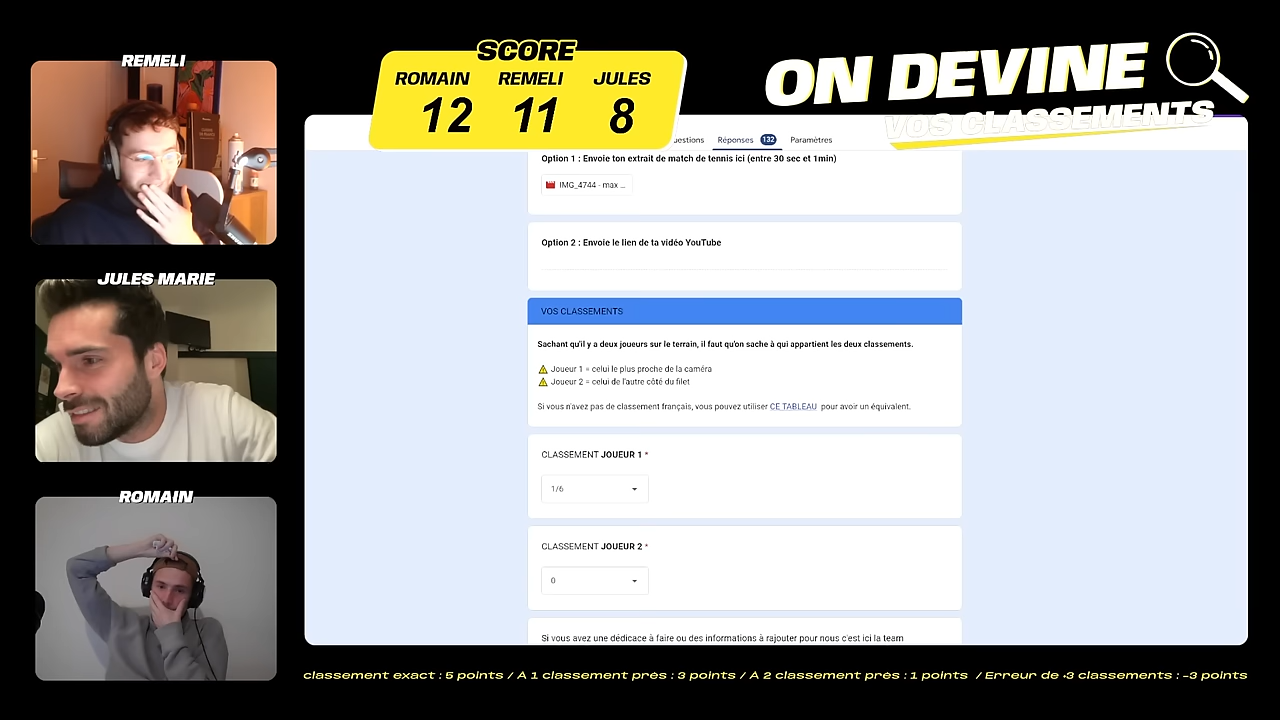 REMELI
JULES MARIE
ROMAIN
SCORE
ROMAIN REMELI JULES
12 11 8
ON DEVINE
VOS CLASSEMENTS
Réponses 132 Paramètres
Option 1 : Envoie ton extrait de match de tennis ici (entre 30 sec et 1min)
IMG_4744 - max ...
Option 2 : Envoie le lien de ta vidéo YouTube
VOS CLASSEMENTS
Sachant qu'il y a deux joueurs sur le terrain, il faut qu'on sache à qui appartient les deux classements.
Joueur 1 = celui le plus proche de la caméra
Joueur 2 = celui de l'autre côté du filet
Si vous n'avez pas de classement français, vous pouvez utiliser CE TABLEAU pour avoir un équivalent.
CLASSEMENT JOUEUR 1 *
1/6
CLASSEMENT JOUEUR 2 *
0
Si vous avez une dédicace à faire ou des informations à rajouter pour nous c'est ici la team
classement exact : 5 points / À 1 classement près : 3 points / À 2 classement près : 1 points / Erreur de +3 classements : -3 points